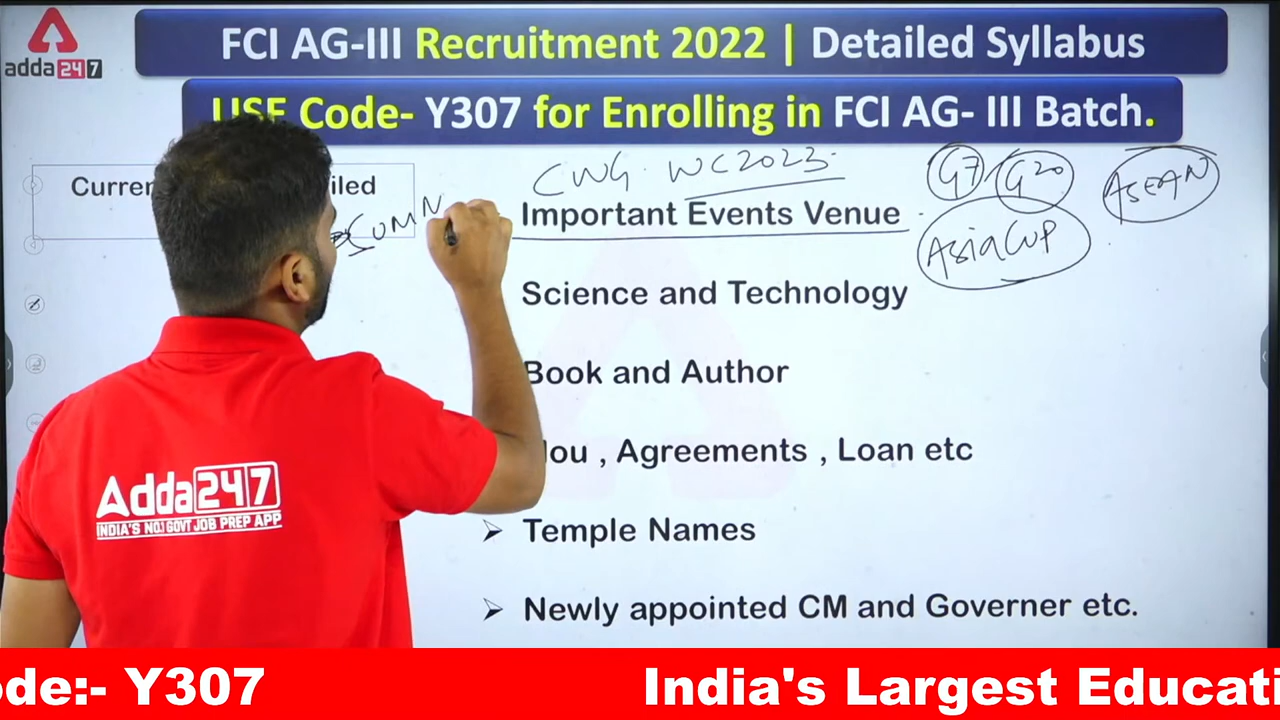 FCI AG-III Recruitment 2022 | Detailed Syllabus
adda247
USE Code- Y307 for Enrolling in FCI AG- III Batch.
CWG. WC2023.
G7 G20 ASEAN
Asia Cup
Important Events Venue
Science and Technology
Book and Author
Agreements , Loan etc
➢ Temple Names
➢ Newly appointed CM and Governer etc.
Adda247
INDIA'S NO.1 GOVT JOB PREP APP
ode:- Y307 India's Largest Educati